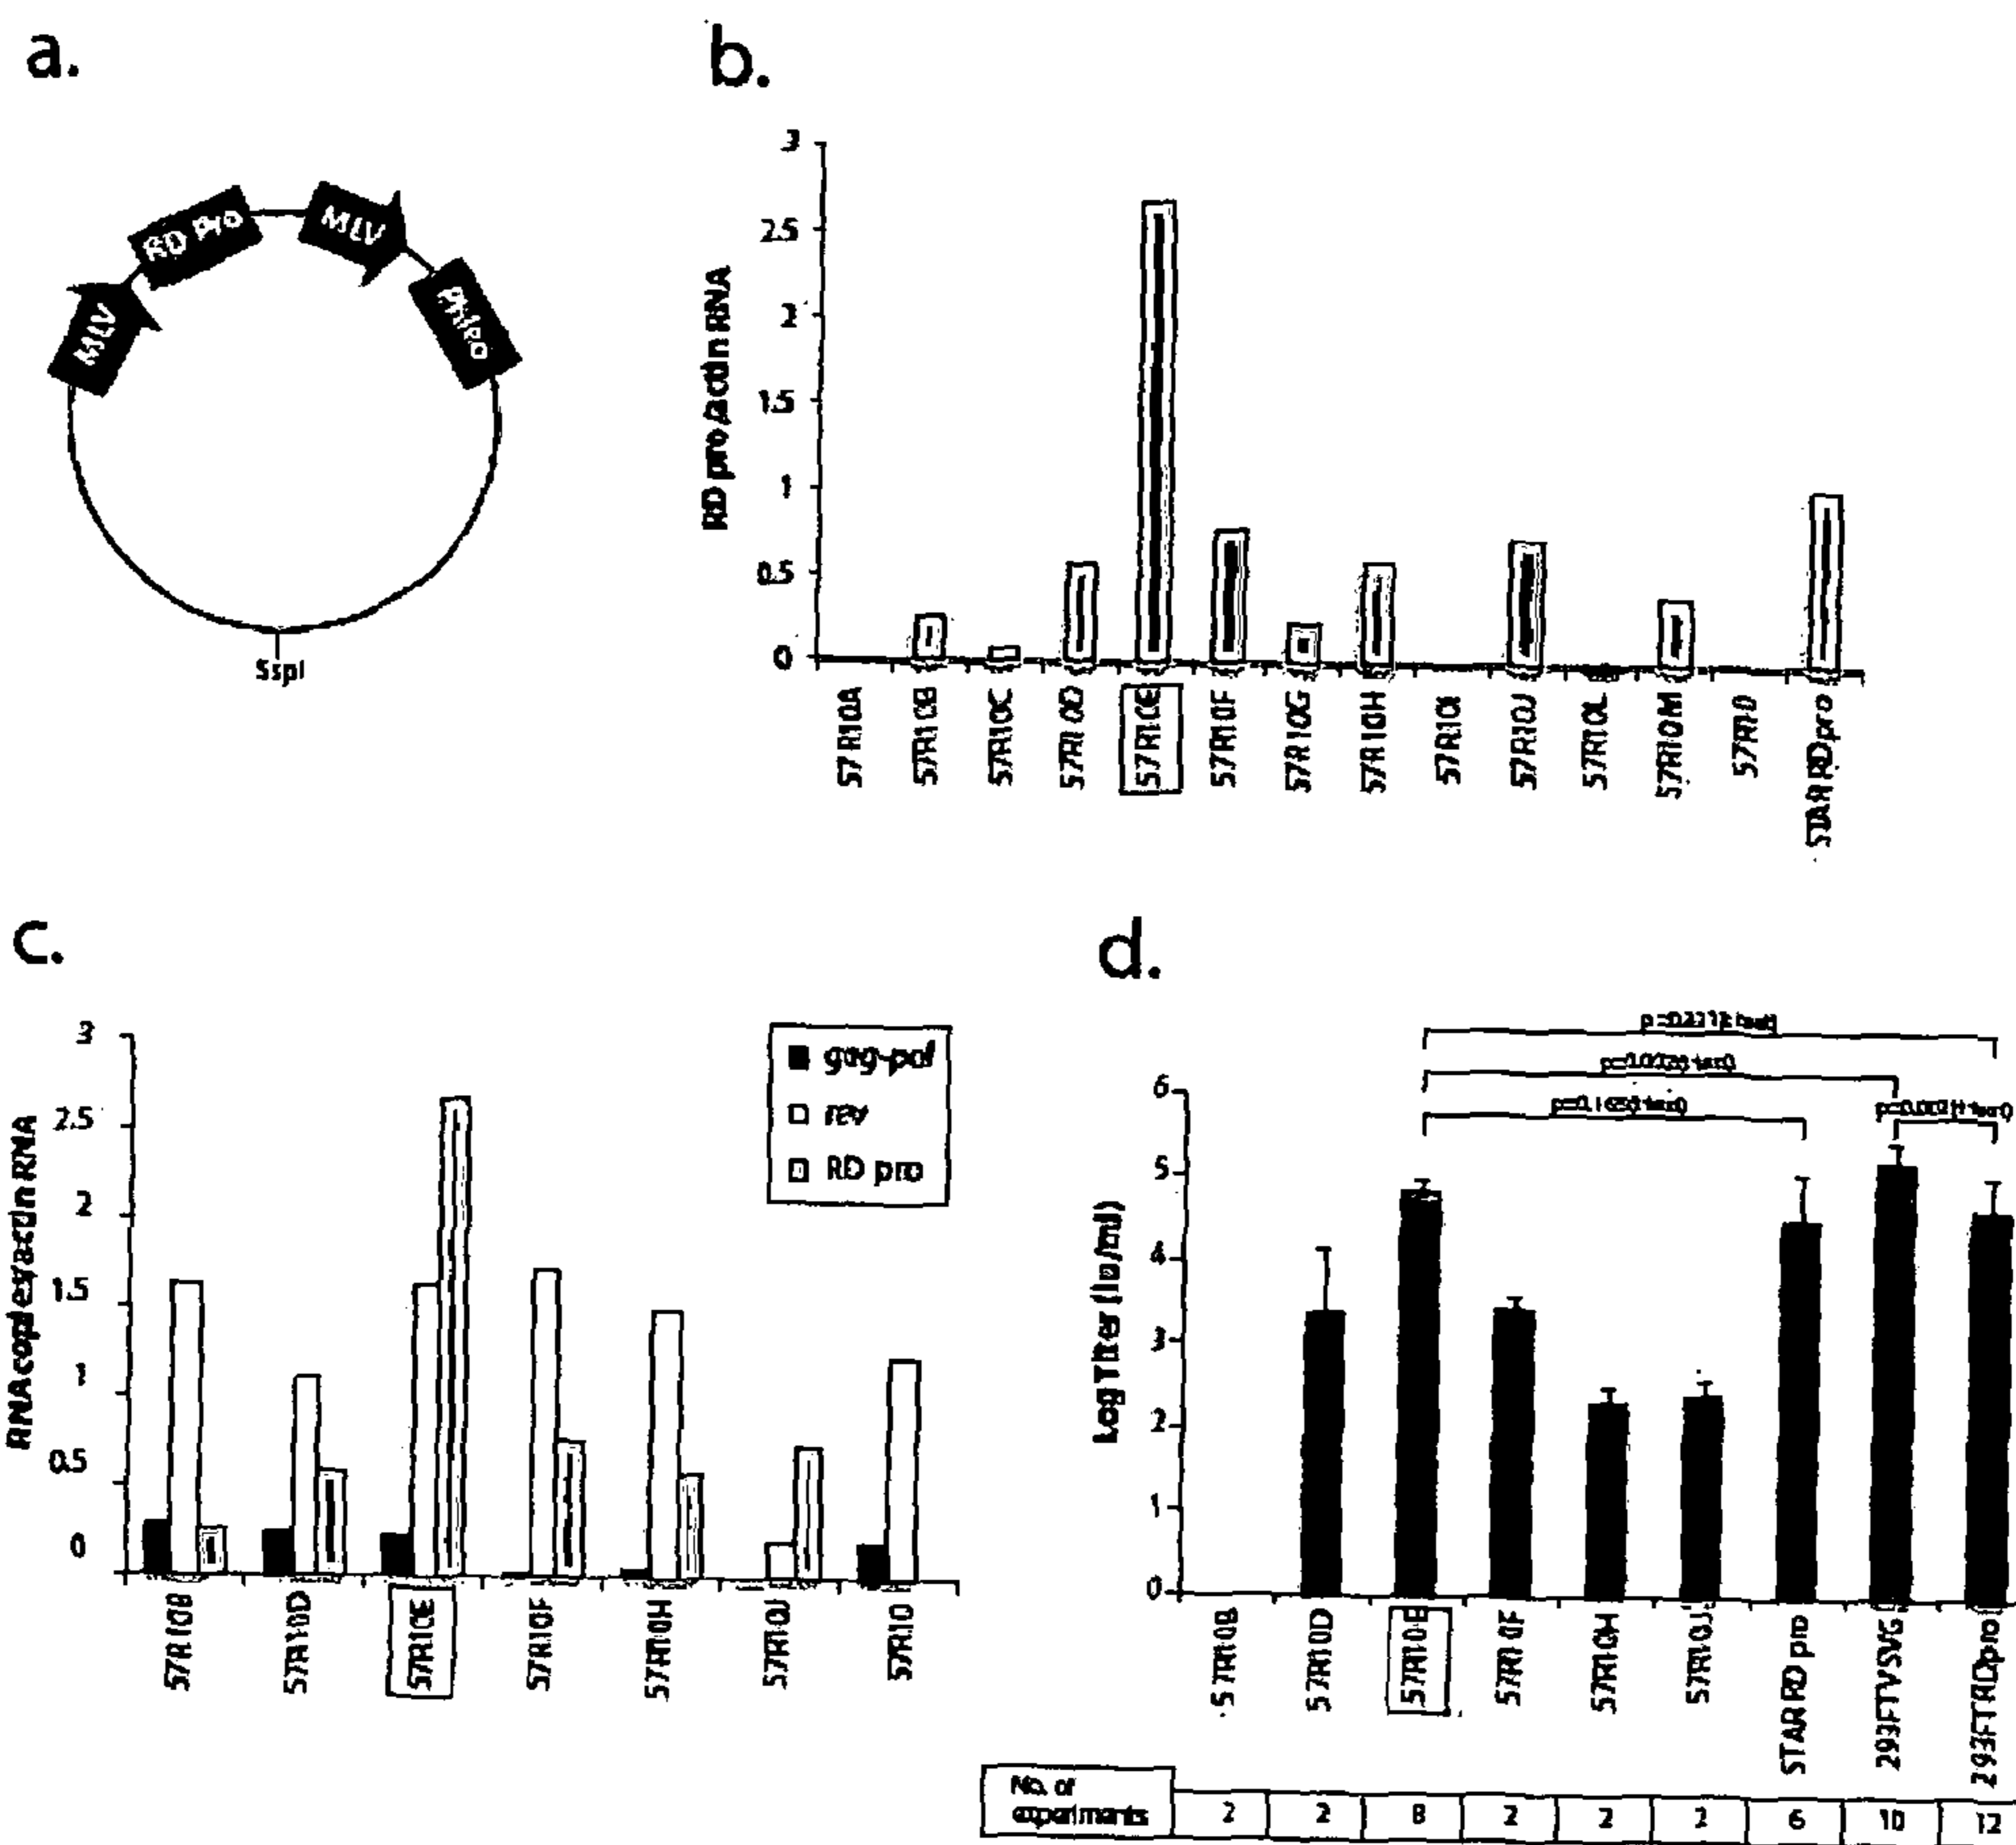 a.
MLV
RD pro
MLV
SspI
b.
RD pro/actin RNA
3
2.5
2
1.5
1
0.5
0
57R10A
57R10B
57R10C
57R10D
57R10E
57R10F
57R10G
57R10H
57R10I
57R10J
57R10L
57R10M
57R10
STAR RDpro
c.
RNA copies/actin RNA
3
2.5
2
1.5
1
0.5
0
gag-pol
rev
RD pro
57R10B
57R10D
57R10E
57R10F
57R10H
57R10J
57R10
d.
Log Titer (Iu/ml)
6
5
4
3
2
1
0
57R10B
57R10D
57R10E
57R10F
57R10H
57R10J
STAR RD pro
293FTVSVG
293FTRDpro
No. of
experiments
2 2 8 2 2 2 6 10 12